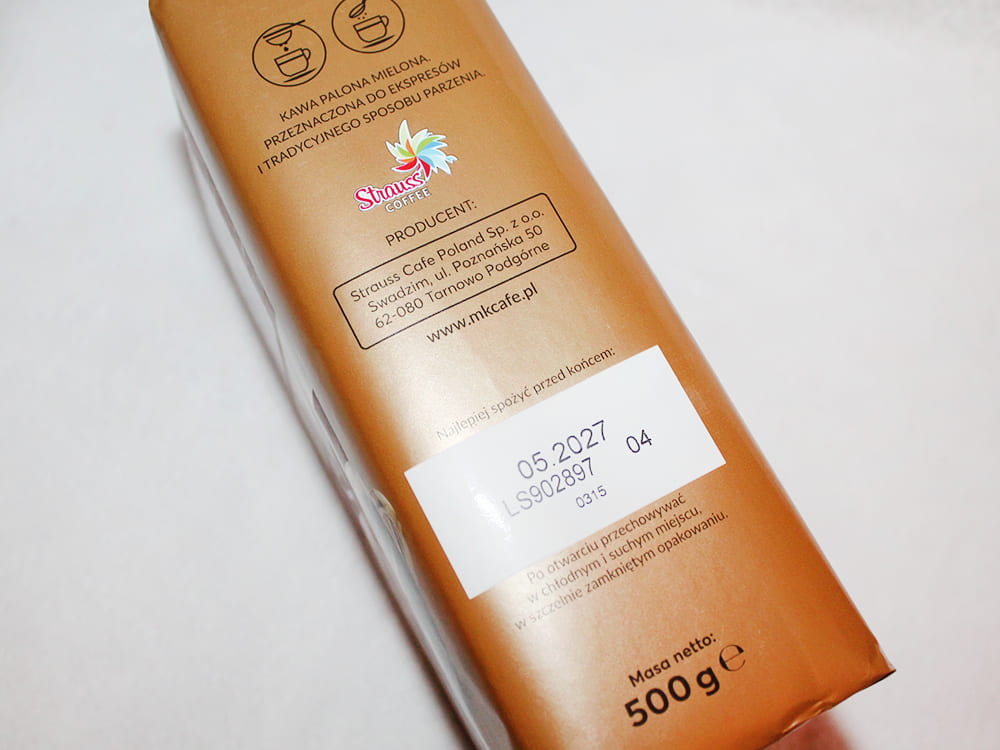 KAWA PALONA MIELONA.
PRZEZNACZONA DO EKSPRESÓW
I TRADYCYJNEGO SPOSOBU PARZENIA.
Strauss
COFFEE
PRODUCENT:
Strauss Cafe Poland Sp. z o.o.
Swadzim, ul. Poznańska 50
62-080 Tarnowo Podgórne
www.mkcafe.pl
Najlepiej spożyć przed końcem:
05.2027
LS902897 04
0315
Po otwarciu przechowywać
w chłodnym i suchym miejscu,
w szczelnie zamkniętym opakowaniu.
Masa netto:
500 g ℮